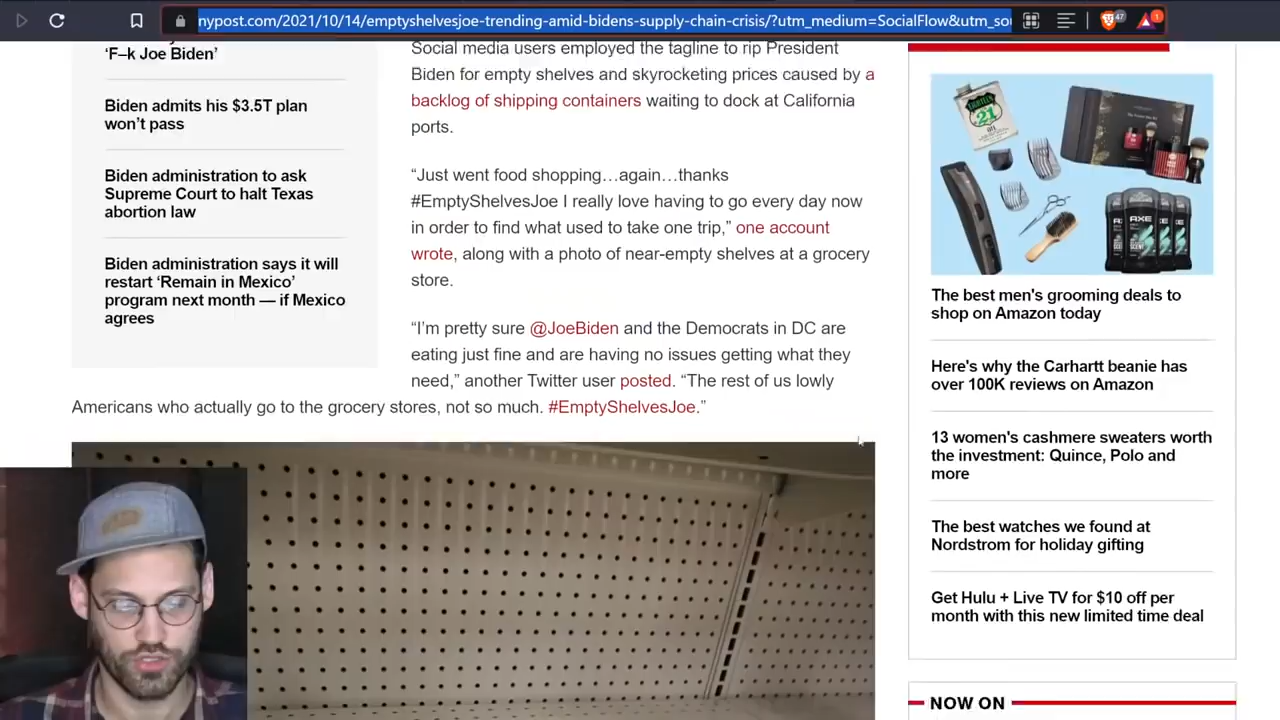 nypost.com/2021/10/14/emptyshelvesjoe-trending-amid-bidens-supply-chain-crisis/?utm_medium=SocialFlow&utm_sou
47
1
'F–k Joe Biden'
Biden admits his $3.5T plan
won't pass
Biden administration to ask
Supreme Court to halt Texas
abortion law
Biden administration says it will
restart 'Remain in Mexico'
program next month — if Mexico
agrees
Social media users employed the tagline to rip President
Biden for empty shelves and skyrocketing prices caused by a
backlog of shipping containers waiting to dock at California
ports.
“Just went food shopping…again…thanks
#EmptyShelvesJoe I really love having to go every day now
in order to find what used to take one trip,” one account
wrote, along with a photo of near-empty shelves at a grocery
store.
“I'm pretty sure @JoeBiden and the Democrats in DC are
eating just fine and are having no issues getting what they
need,” another Twitter user posted. “The rest of us lowly
Americans who actually go to the grocery stores, not so much. #EmptyShelvesJoe.”
21
AXE
The best men's grooming deals to
shop on Amazon today
Here's why the Carhartt beanie has
over 100K reviews on Amazon
13 women's cashmere sweaters worth
the investment: Quince, Polo and
more
The best watches we found at
Nordstrom for holiday gifting
Get Hulu + Live TV for $10 off per
month with this new limited time deal
NOW ON